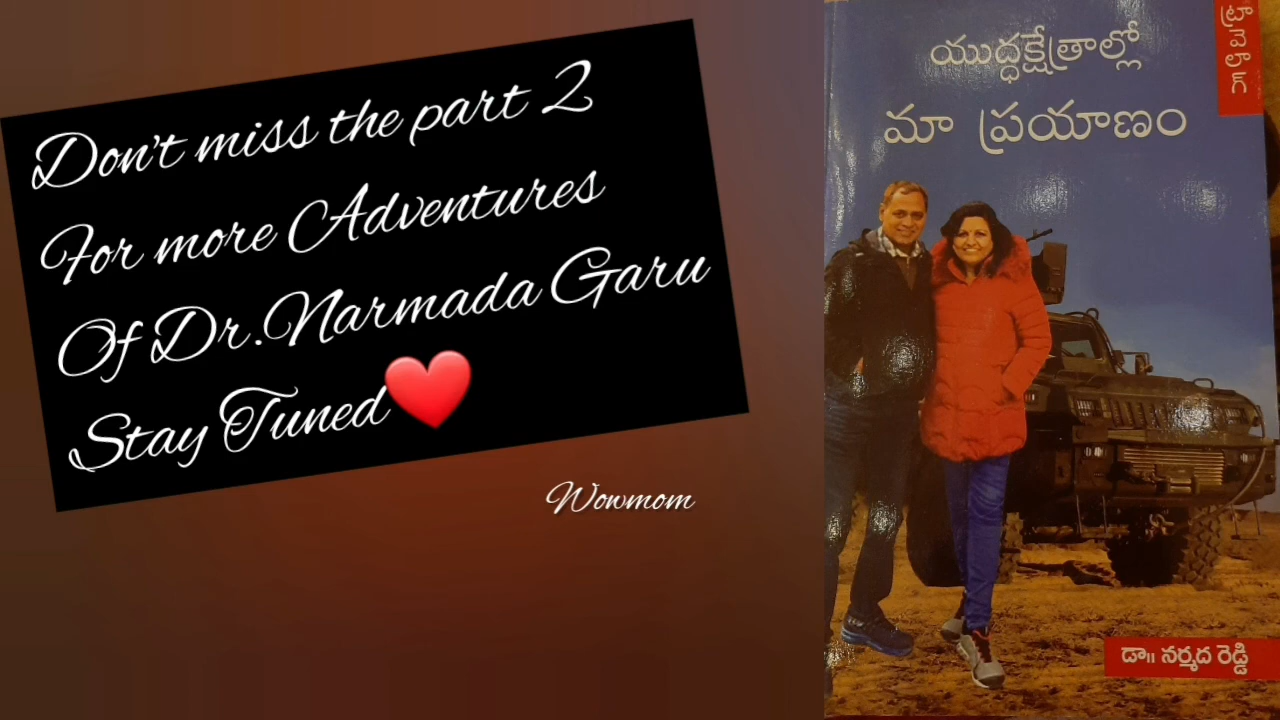 Don't miss the part 2
For more Adventures
Of Dr.Narmada Garu
Stay Tuned❤️
Wowmom
యుద్ధక్షేత్రాల్లో
మా ప్రయాణం
ట్రావెలాగ్
డా॥ నర్మద రెడ్డి